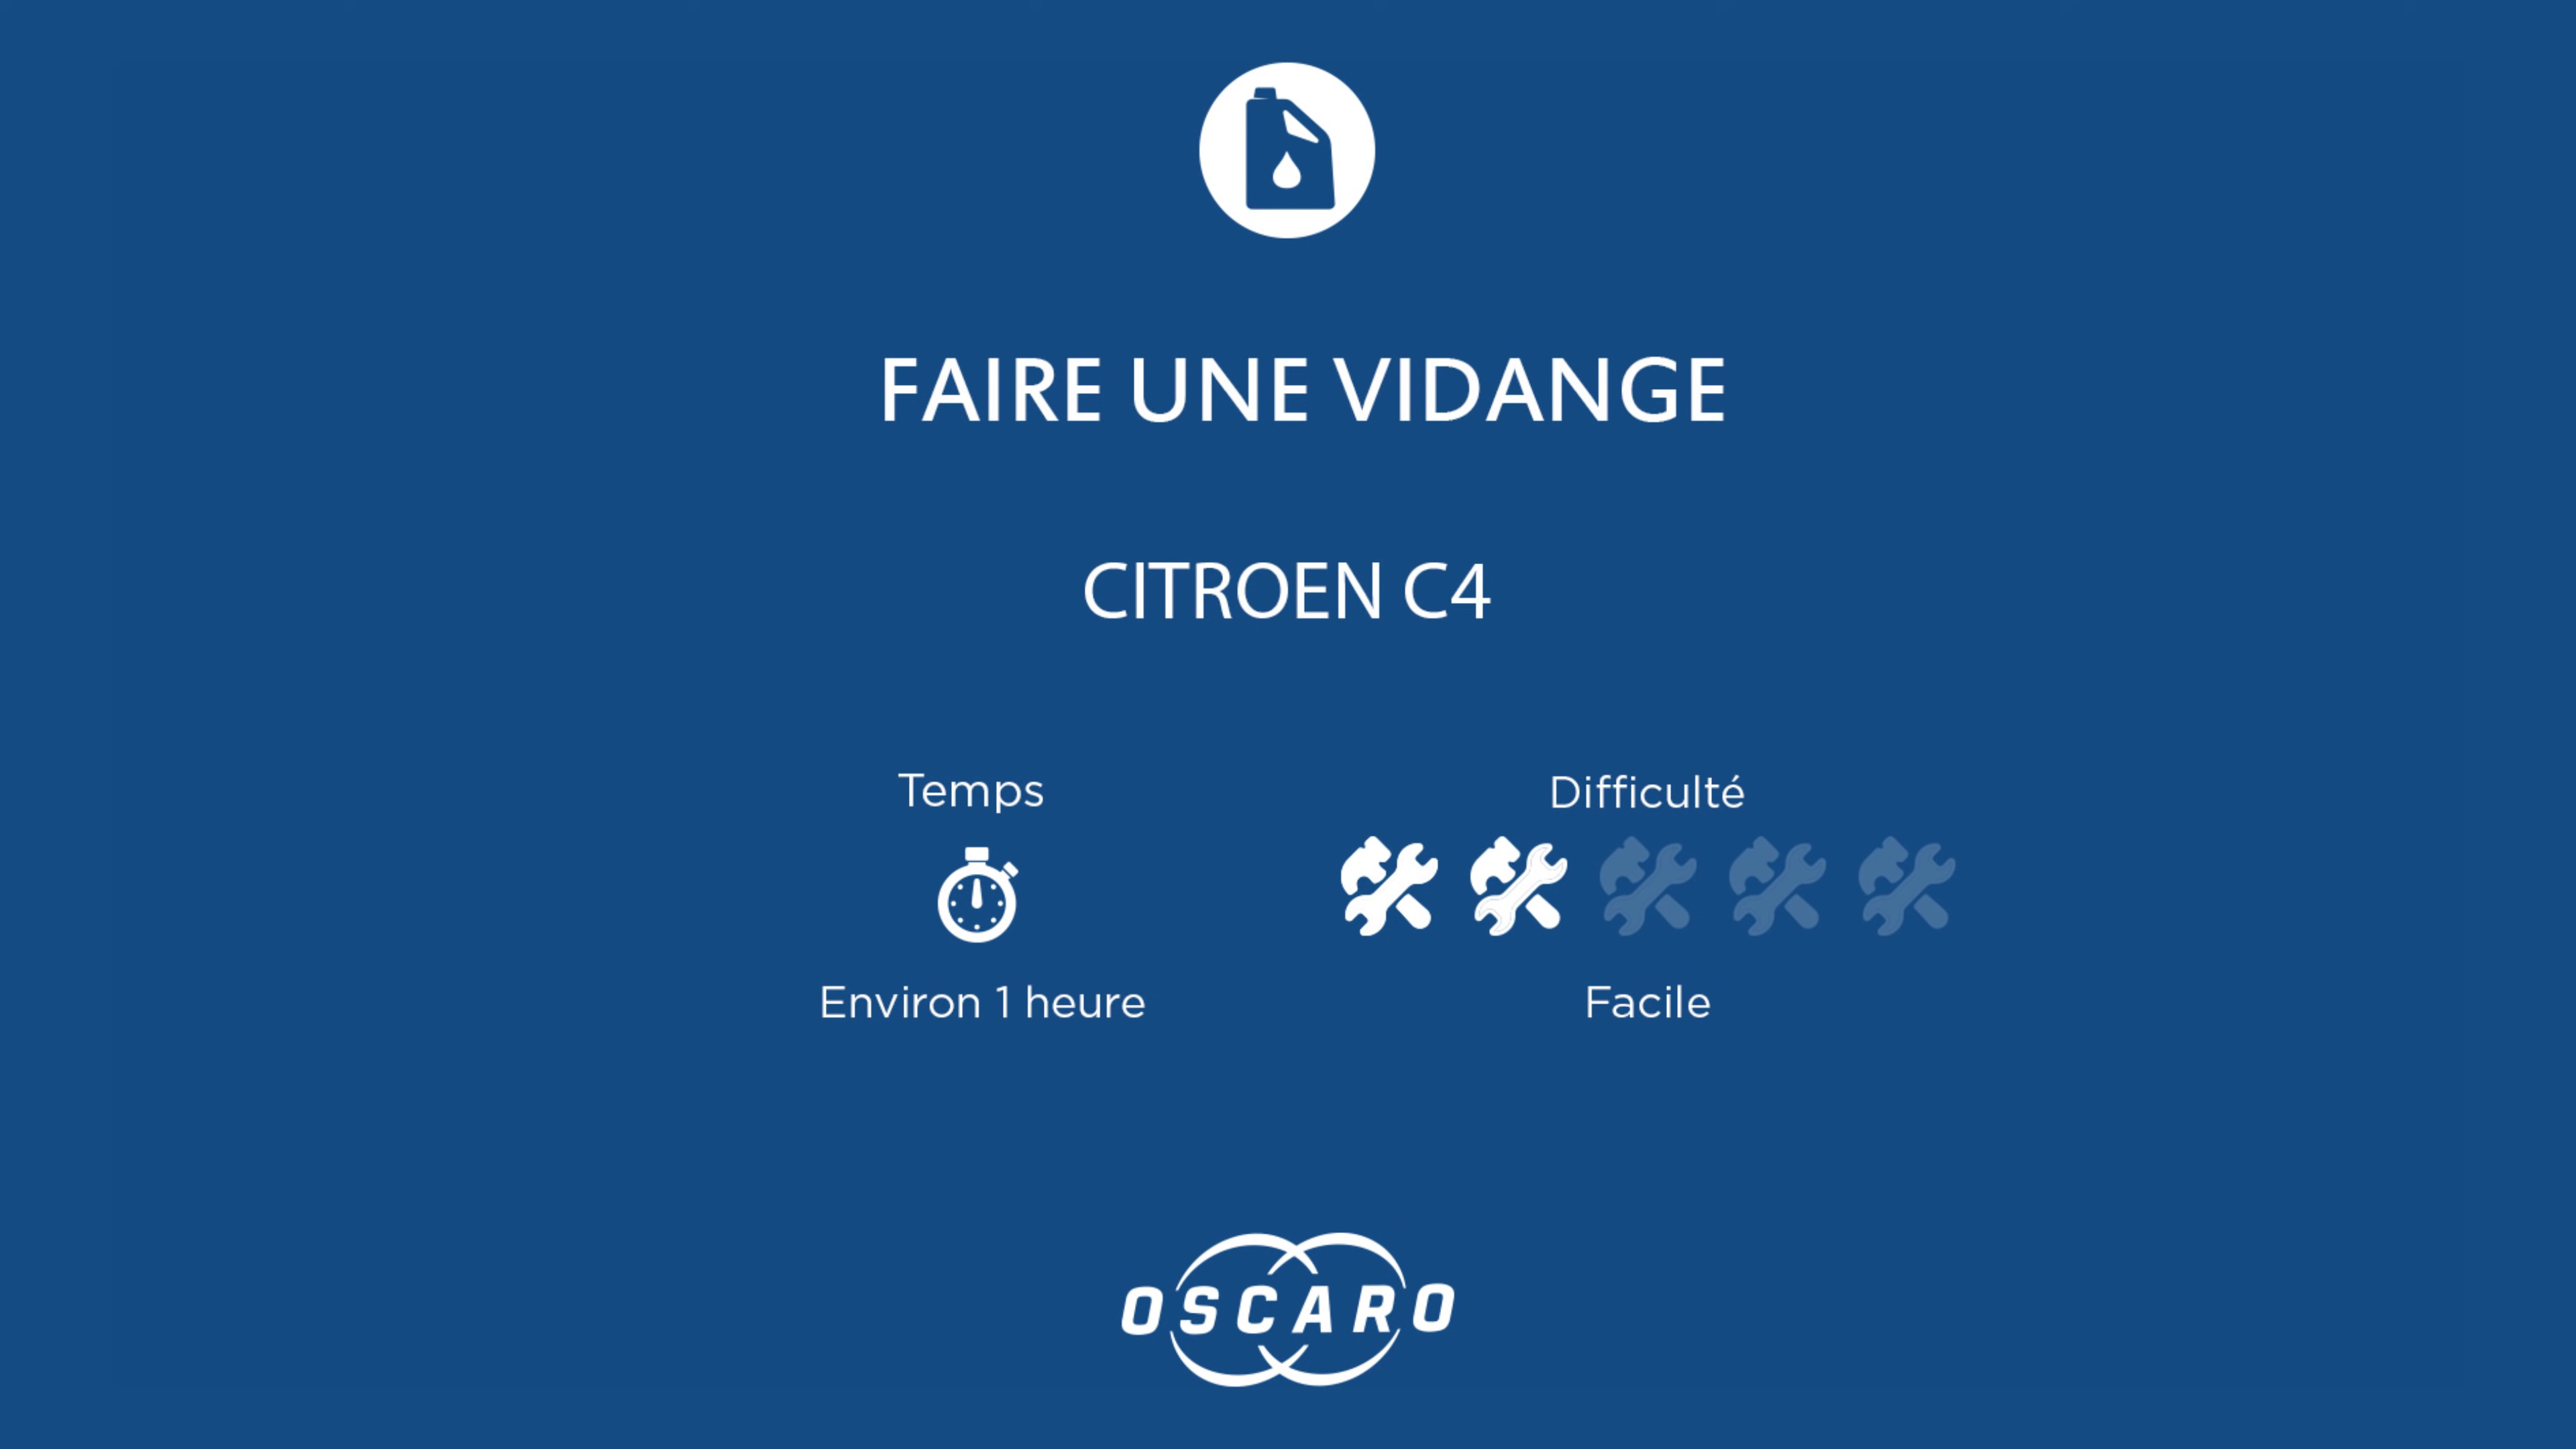 FAIRE UNE VIDANGE
CITROEN C4
Temps
Difficulté
Environ 1 heure
Facile
OSCARO